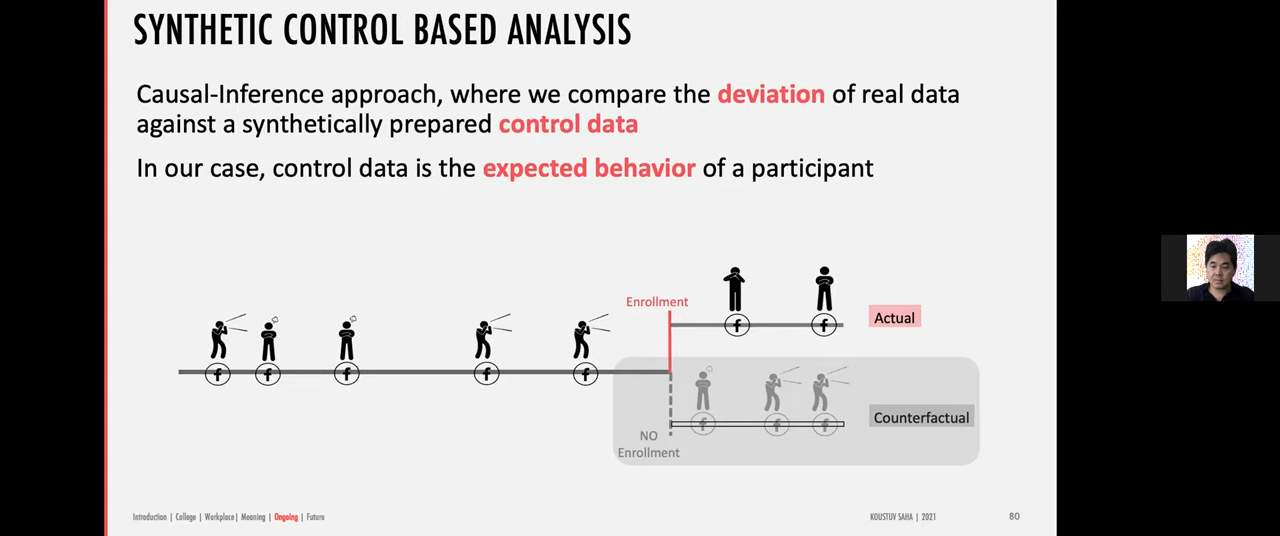 SYNTHETIC CONTROL BASED ANALYSIS
Causal-Inference approach, where we compare the deviation of real data
against a synthetically prepared control data
In our case, control data is the expected behavior of a participant
Enrollment
Actual
NO
Enrollment
Counterfactual
Introduction | College | Workplace | Meaning | Ongoing | Future
KOUSTUV SAHA | 2021
80